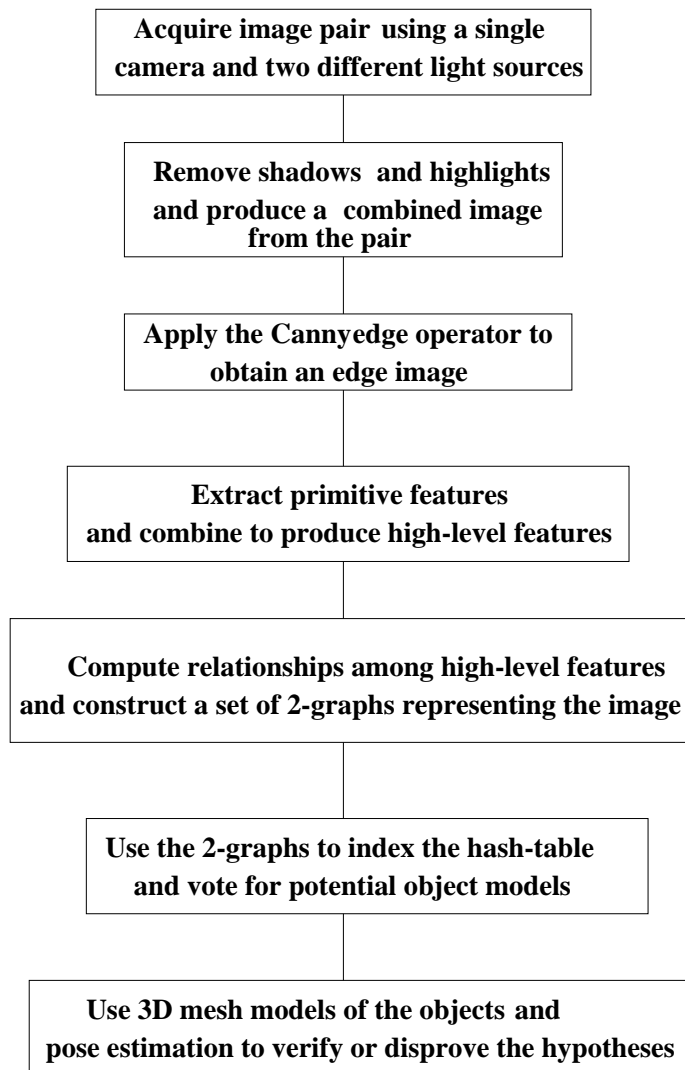 Acquire image pair using a single
camera and two different light sources
Remove shadows and highlights
and produce a combined image
from the pair
Apply the Cannyedge operator to
obtain an edge image
Extract primitive features
and combine to produce high-level features
Compute relationships among high-level features
and construct a set of 2-graphs representing the image
Use the 2-graphs to index the hash-table
and vote for potential object models
Use 3D mesh models of the objects and
pose estimation to verify or disprove the hypotheses